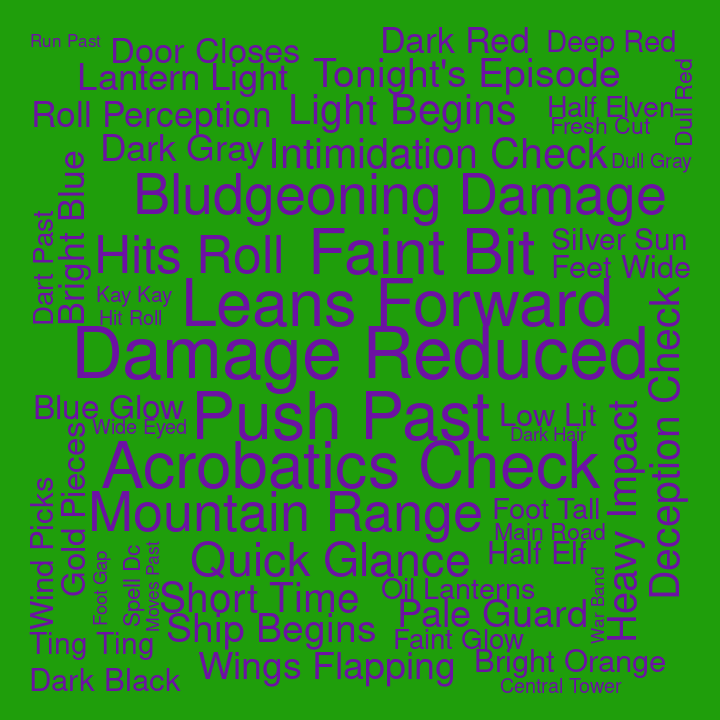 Run Past
Door Closes
Dark Red
Deep Red
Lantern Light
Tonight's Episode
Dull Red
Roll Perception
Light Begins
Half Elven
Fresh Cut
Dark Gray
Intimidation Check
Dull Gray
Bludgeoning Damage
Bright Blue
Dart Past
Hits Roll
Faint Bit
Silver Sun
Feet Wide
Kay Kay
Hit Roll
Leans Forward
Deception Check
Damage Reduced
Blue Glow
Wide Eyed
Push Past
Low Lit
Dark Hair
Heavy Impact
Gold Pieces
Wind Picks
Acrobatics Check
Mountain Range
Foot Tall
Main Road
Half Elf
Quick Glance
Foot Gap
Spell Dc
Moves Past
Short Time
Oil Lanterns
War Band
Pale Guard
Ship Begins
Ting Ting
Faint Glow
Wings Flapping
Bright Orange
Dark Black
Central Tower